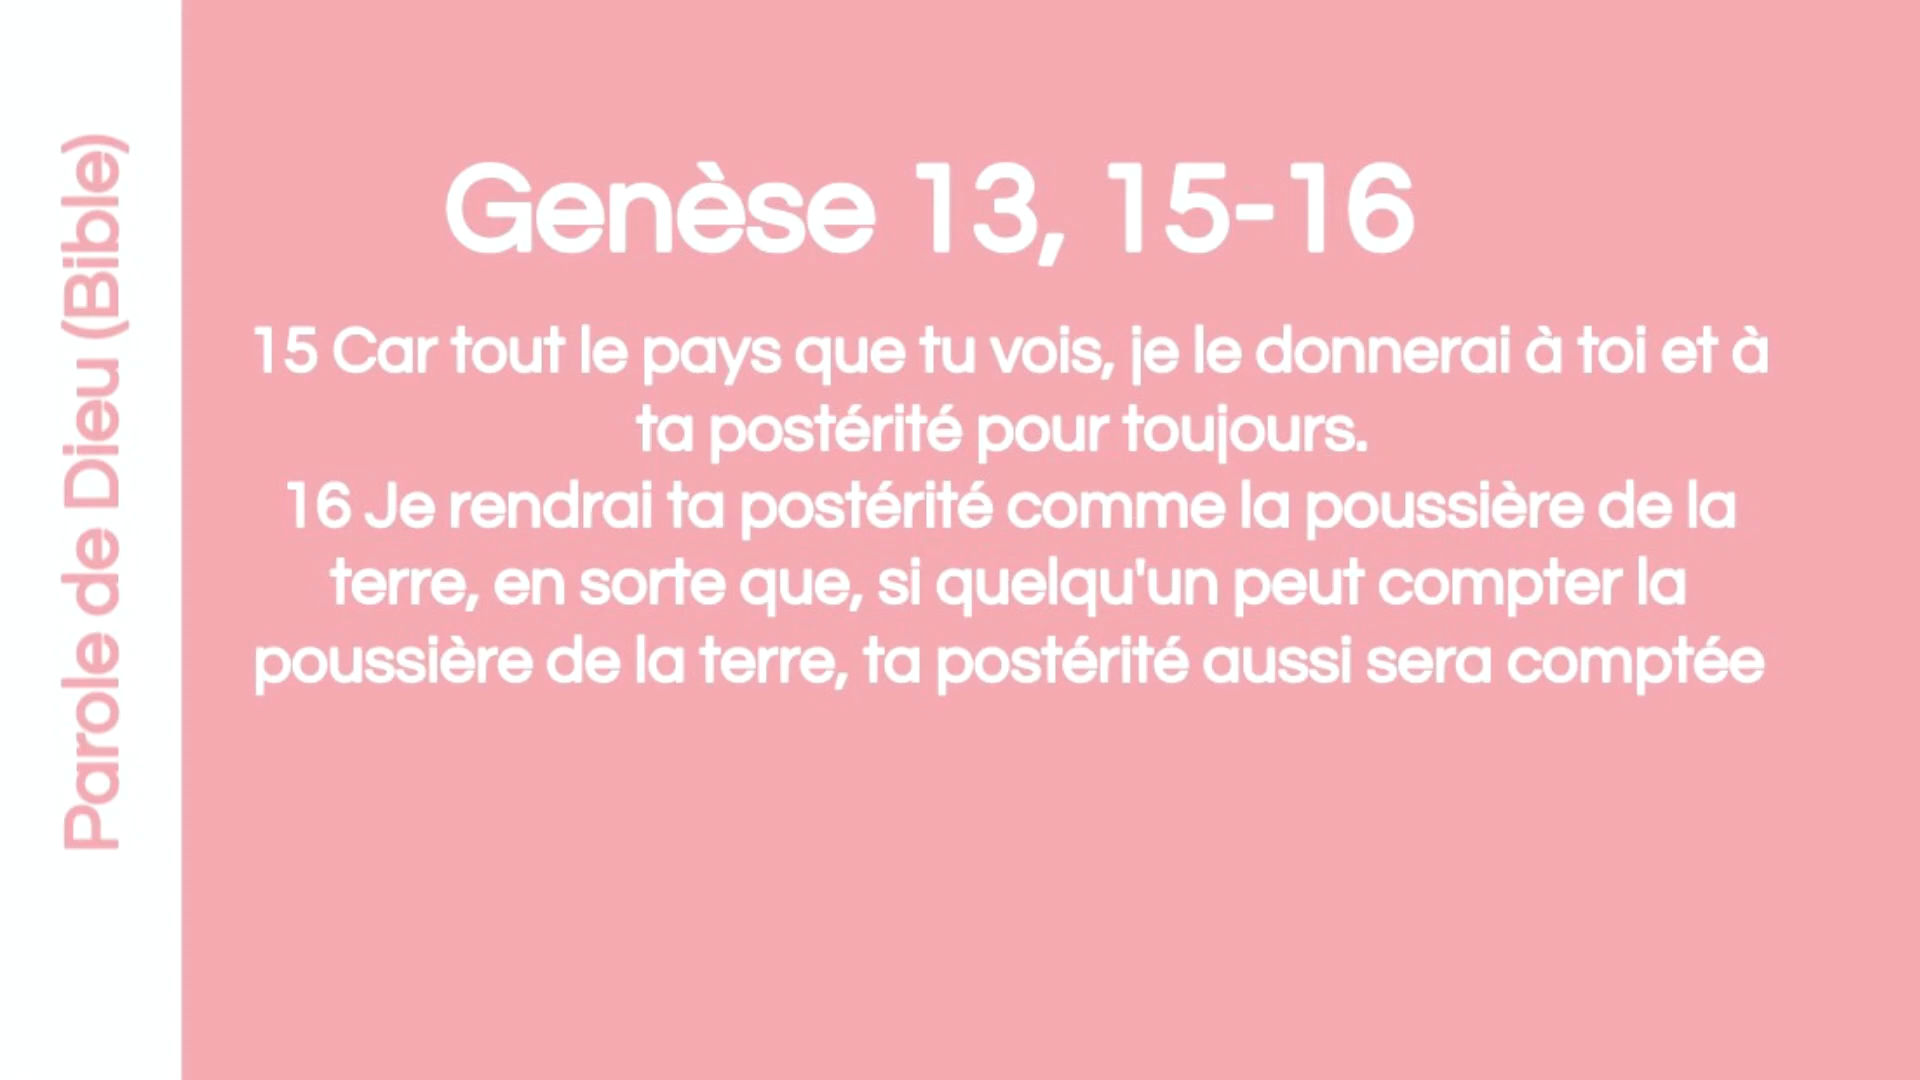 Parole de Dieu (Bible)
Genèse 13, 15-16
15 Car tout le pays que tu vois, je le donnerai à toi et à
ta postérité pour toujours.
16 Je rendrai ta postérité comme la poussière de la
terre, en sorte que, si quelqu'un peut compter la
poussière de la terre, ta postérité aussi sera comptée